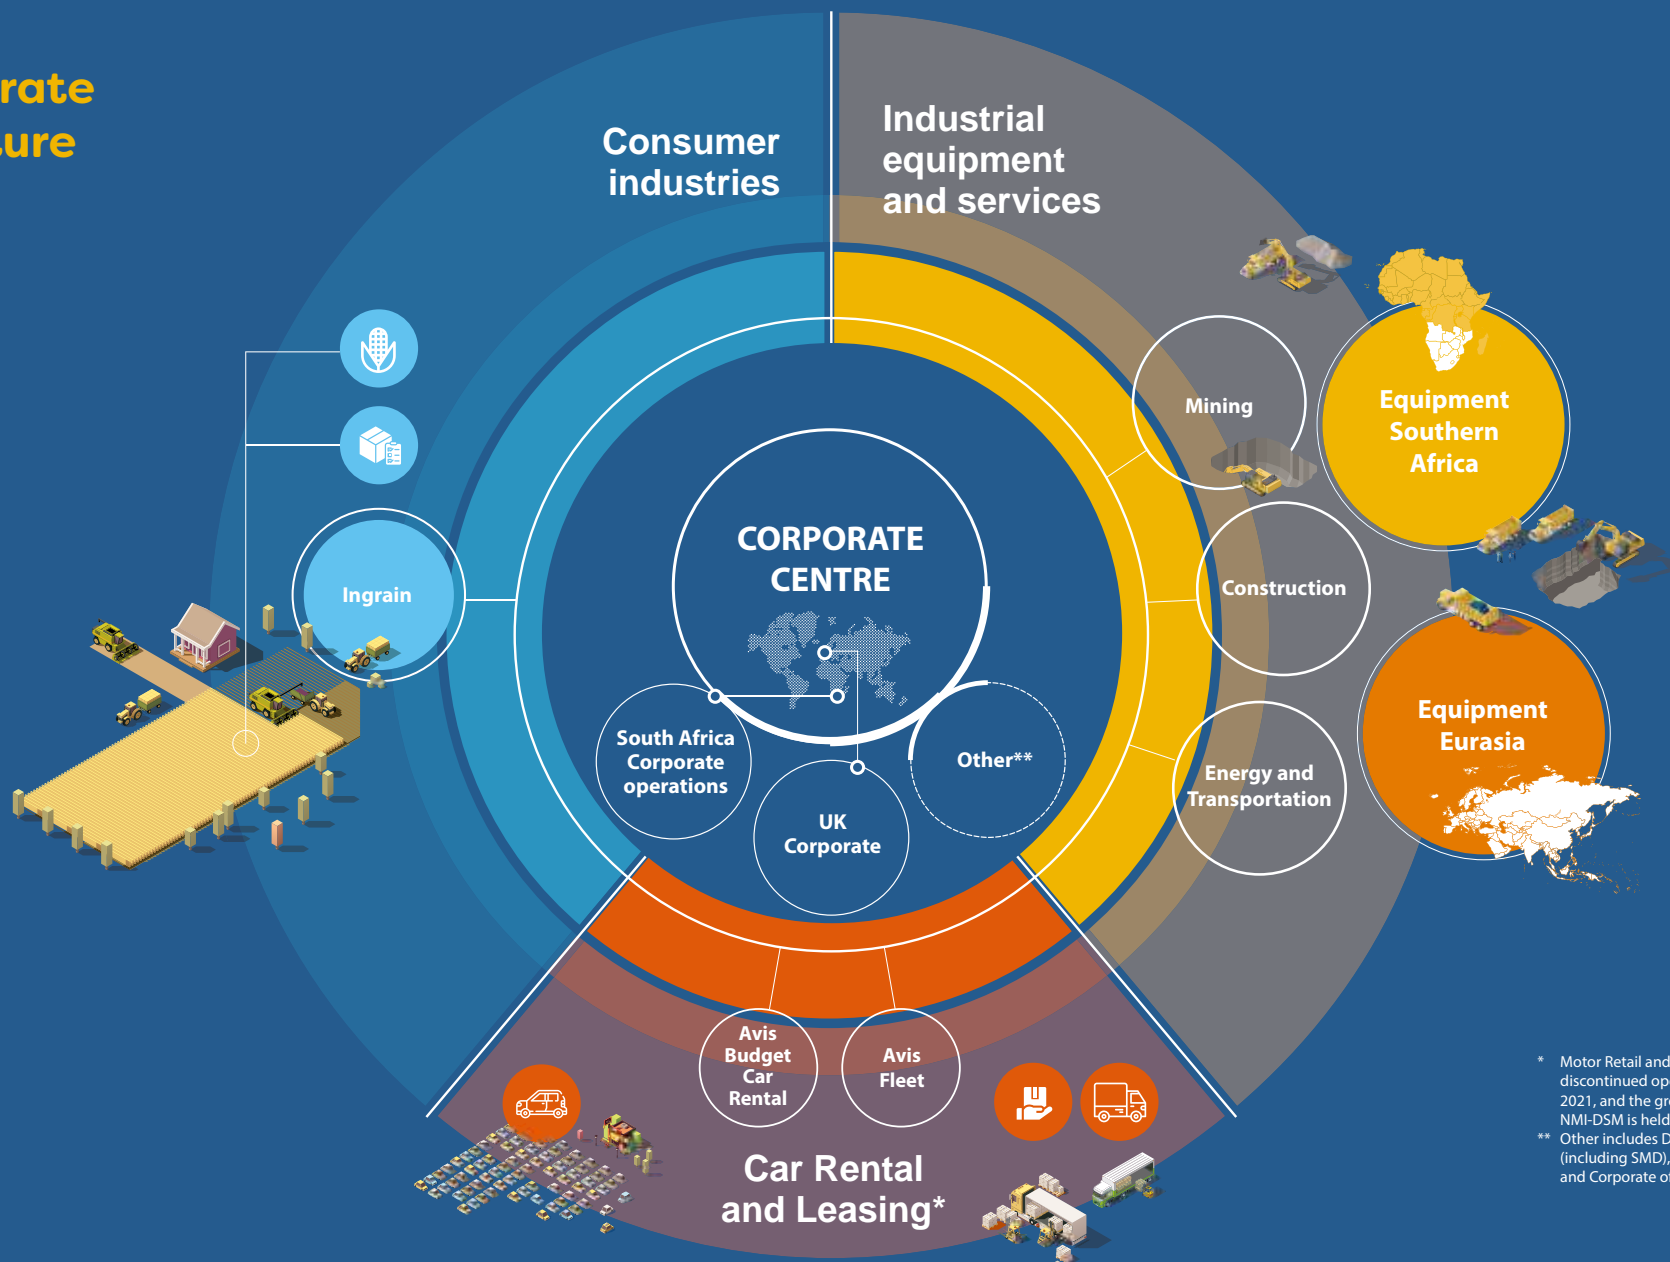 rate
ture
Consumer
industries
Industrial
equipment
and services
Mining
Equipment
Southern
Africa
Construction
Ingrain
CORPORATE
CENTRE
South Africa
Corporate
operations
UK
Corporate
Other**
Energy and
Transportation
Equipment
Eurasia
Avis
Budget
Car
Rental
Avis
Fleet
Car Rental
and Leasing*
* Motor Retail and
discontinued op
2021, and the gr
NMI-DSM is held
** Other includes D
(including SMD),
and Corporate of